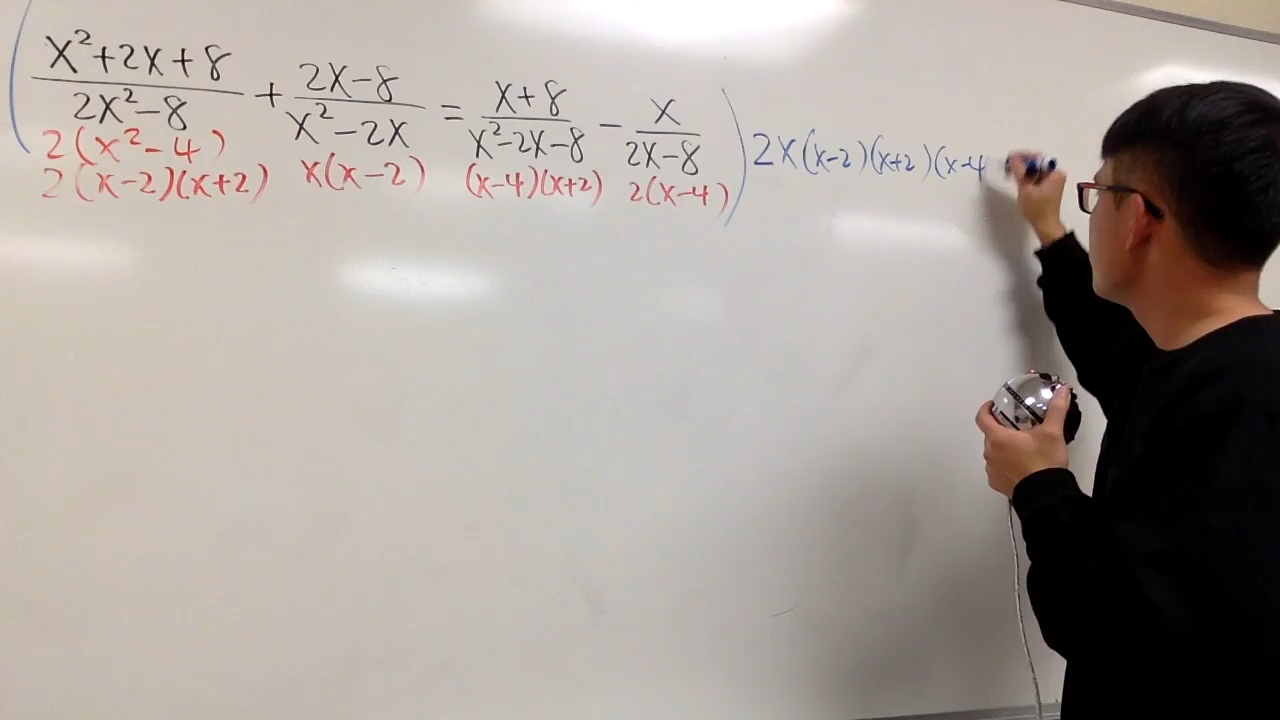 ( (x²+2x+8)/(2x²-8) + (2x-8)/(x²-2x) = (x+8)/(x²-2x-8) - x/(2x-8) ) 2x(x-2)(x+2)(x-4
2(x²-4)
2(x-2)(x+2) x(x-2) (x-4)(x+2) 2(x-4)